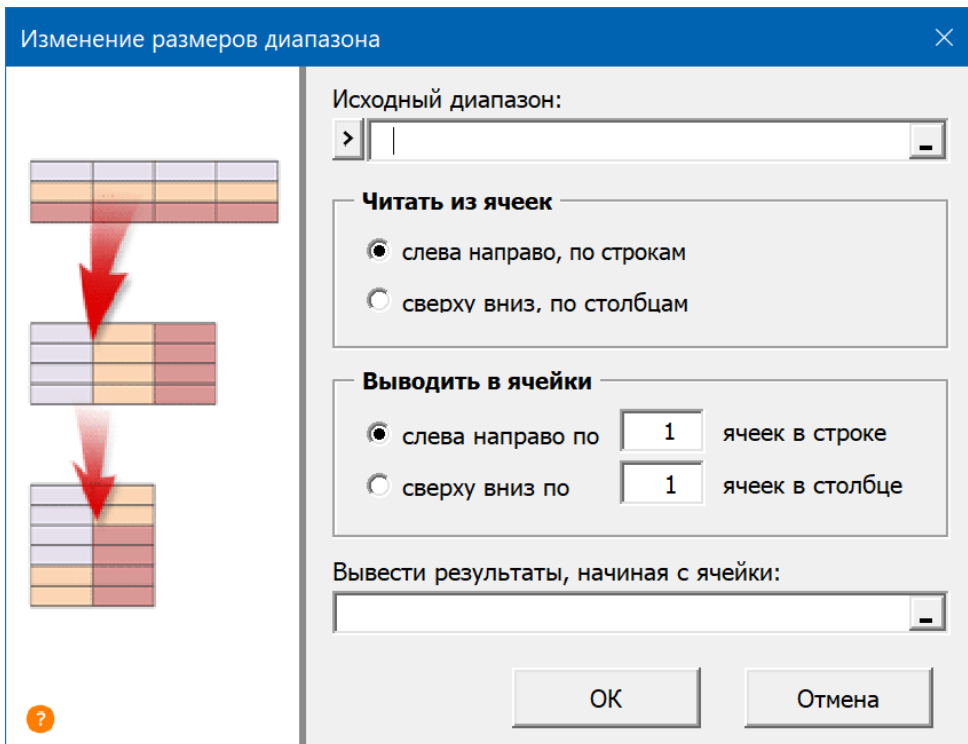 Изменение размеров диапазона
Исходный диапазон:
>
Читать из ячеек
слева направо, по строкам
сверху вниз, по столбцам
Выводить в ячейки
слева направо по 1 ячеек в строке
сверху вниз по 1 ячеек в столбце
Вывести результаты, начиная с ячейки:
?
ОК Отмена